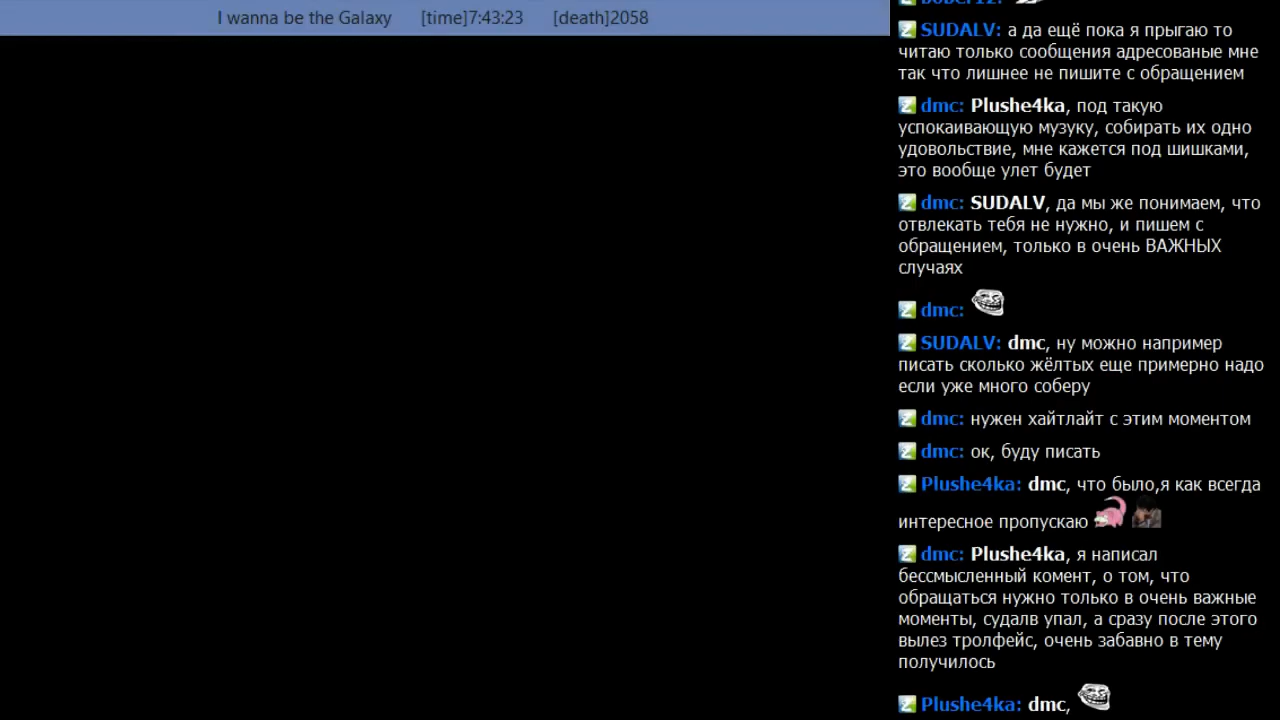 I wanna be the Galaxy [time]7:43:23 [death]2058
SUDALV: а да ещё пока я прыгаю то
читаю только сообщения адресованые мне
так что лишнее не пишите с обращением
dmc: Plushe4ka, под такую
успокаивающую музуку, собирать их одно
удовольствие, мне кажется под шишками,
это вообще улет будет
dmc: SUDALV, да мы же понимаем, что
отвлекать тебя не нужно, и пишем с
обращением, только в очень ВАЖНЫХ
случаях
dmc:
SUDALV: dmc, ну можно например
писать сколько жёлтых еще примерно надо
если уже много соберу
dmc: нужен хайтлайт с этим моментом
dmc: ок, буду писать
Plushe4ka: dmc, что было,я как всегда
интересное пропускаю
dmc: Plushe4ka, я написал
бессмысленный комент, о том, что
обращаться нужно только в очень важные
моменты, судалв упал, а сразу после этого
вылез тролфейс, очень забавно в тему
получилось
Plushe4ka: dmc,